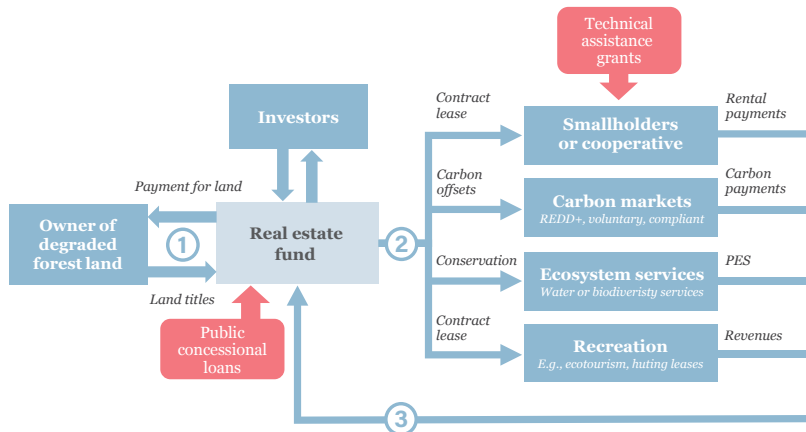 Technical
assistance
grants
Investors
Contract
lease
Smallholders
or cooperative
Rental
payments
Payment for land
Carbon
offsets
Carbon markets
REDD+, voluntary, compliant
Carbon
payments
Owner of
degraded
forest land
1
Real estate
fund
2
Conservation
Ecosystem services
Water or biodiveristy services
PES
Land titles
Public
concessional
loans
Contract
lease
Recreation
E.g., ecotourism, huting leases
Revenues
3